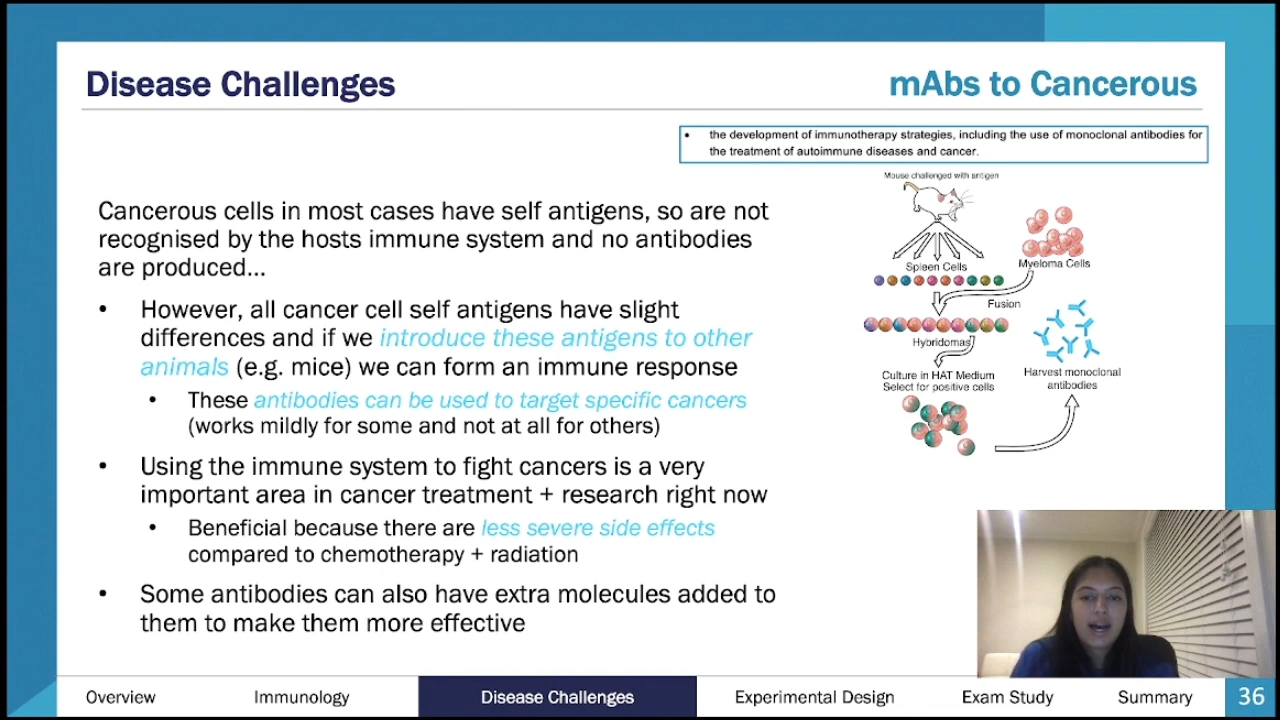 Disease Challenges
mAbs to Cancerous
• the development of immunotherapy strategies, including the use of monoclonal antibodies for
the treatment of autoimmune diseases and cancer.
Cancerous cells in most cases have self antigens, so are not
recognised by the hosts immune system and no antibodies
are produced...
• However, all cancer cell self antigens have slight
differences and if we introduce these antigens to other
animals (e.g. mice) we can form an immune response
• These antibodies can be used to target specific cancers
(works mildly for some and not at all for others)
• Using the immune system to fight cancers is a very
important area in cancer treatment + research right now
• Beneficial because there are less severe side effects
compared to chemotherapy + radiation
• Some antibodies can also have extra molecules added to
them to make them more effective
Mouse challenged with antigen
Spleen Cells
Myeloma Cells
Fusion
Hybridomas
Culture in HAT Medium
Select for positive cells
Harvest monoclonal
antibodies
Overview
Immunology
Disease Challenges
Experimental Design
Exam Study
Summary
36